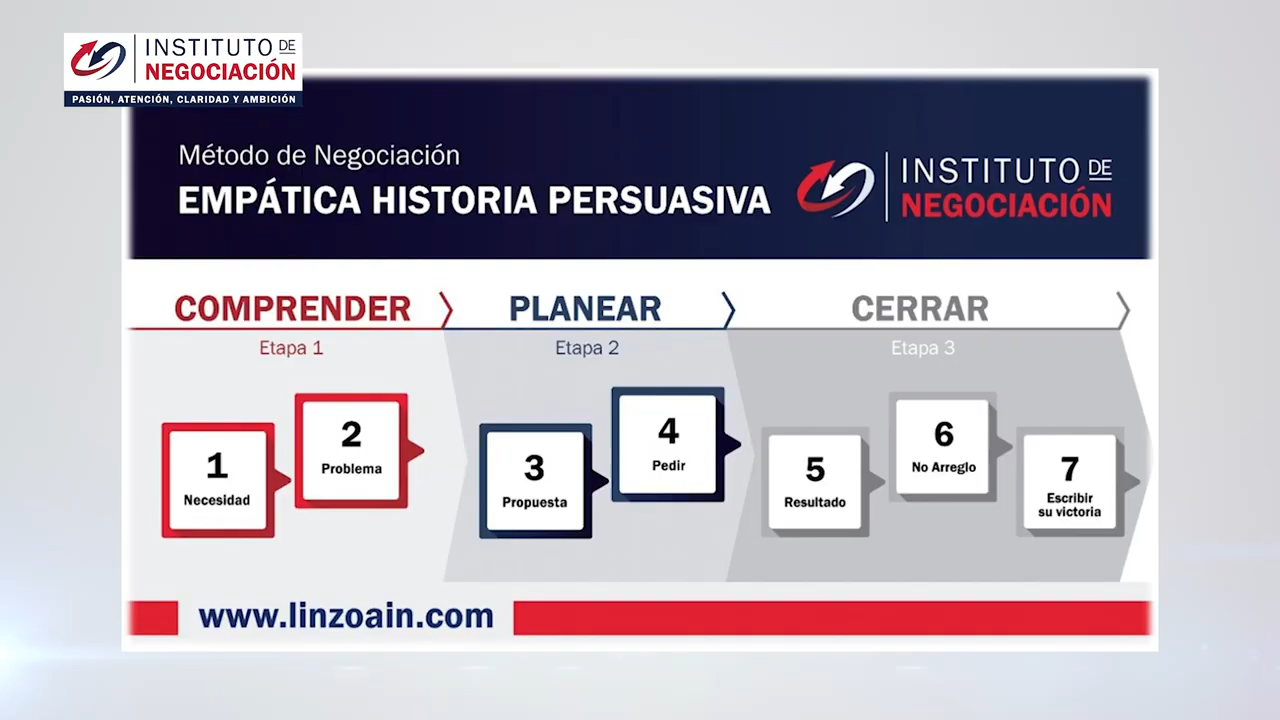 INSTITUTO DE
NEGOCIACIÓN
PASIÓN, ATENCIÓN, CLARIDAD Y AMBICIÓN
Método de Negociación
EMPÁTICA HISTORIA PERSUASIVA
INSTITUTO DE
NEGOCIACIÓN
COMPRENDER
PLANEAR
CERRAR
Etapa 1
Etapa 2
Etapa 3
1
Necesidad
2
Problema
3
Propuesta
4
Pedir
5
Resultado
6
No Arreglo
7
Escribir
su victoria
www.linzoain.com